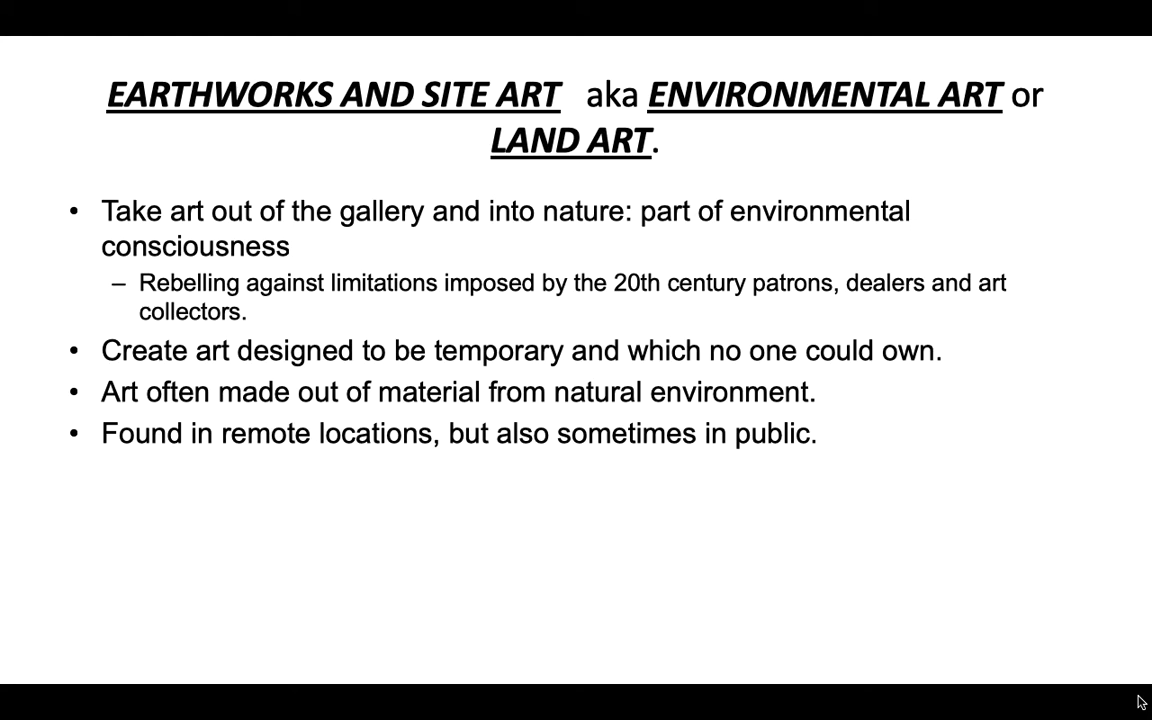 EARTHWORKS AND SITE ART aka ENVIRONMENTAL ART or
LAND ART.
• Take art out of the gallery and into nature: part of environmental
consciousness
– Rebelling against limitations imposed by the 20th century patrons, dealers and art
collectors.
• Create art designed to be temporary and which no one could own.
• Art often made out of material from natural environment.
• Found in remote locations, but also sometimes in public.